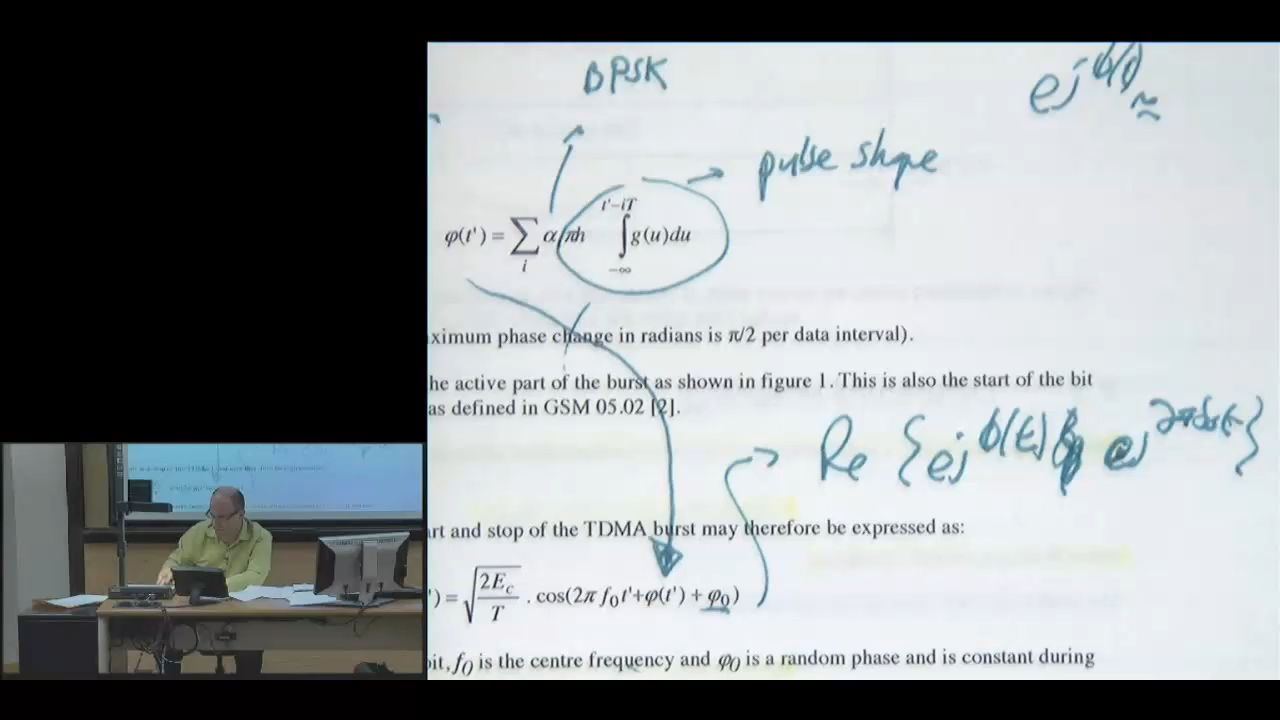 BPSK
e^{jφ(t)} ≈
→ pulse shape
φ(t') = ∑_i α_i πh ∫_{-∞}^{t'-iT} g(u)du
ximum phase change in radians is π/2 per data interval).
he active part of the burst as shown in figure 1. This is also the start of the bit
as defined in GSM 05.02 [2].
Re { e^{jφ(t)} e^{j }
art and stop of the TDMA burst may therefore be expressed as:
') = √(2E_c/T) . cos(2π f_0 t'+φ(t') + φ_0)
bit, f_0 is the centre frequency and φ_0 is a random phase and is constant during